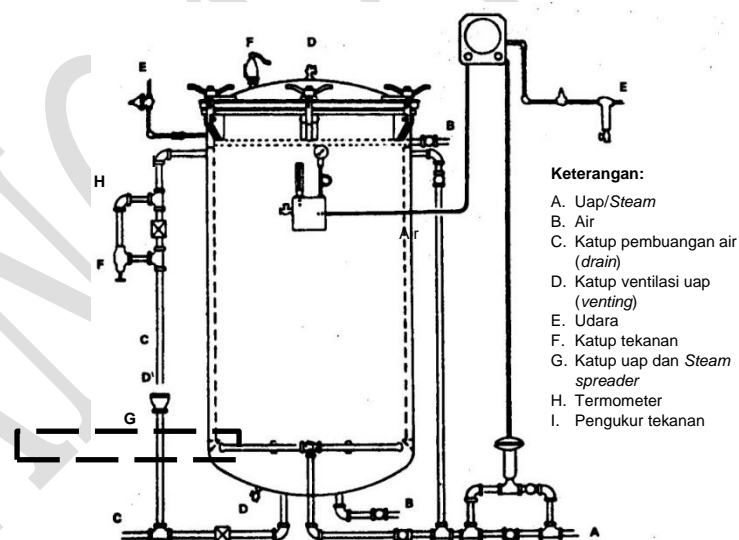 F
D
E
E
B
H
Air
F
C
D'
G
D
B
C
A
Keterangan:
A. Uap/Steam
B. Air
C. Katup pembuangan air
(drain)
D. Katup ventilasi uap
(venting)
E. Udara
F. Katup tekanan
G. Katup uap dan Steam
spreader
H. Termometer
I. Pengukur tekanan